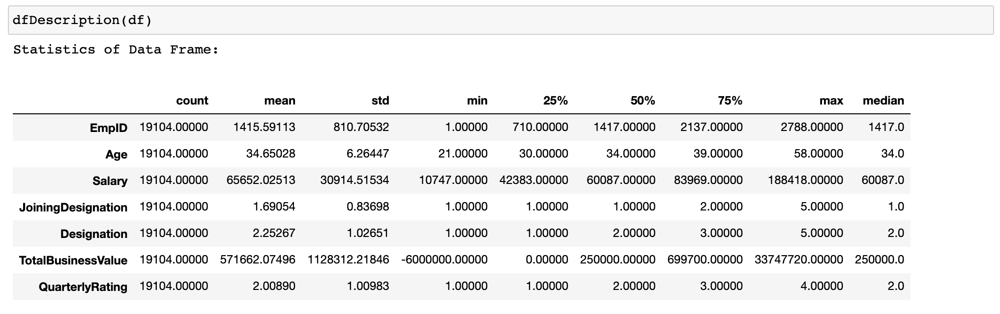 dfDescription(df)
Statistics of Data Frame:
count mean std min 25% 50% 75% max median
EmpID 19104.00000 1415.59113 810.70532 1.00000 710.00000 1417.00000 2137.00000 2788.00000 1417.0
Age 19104.00000 34.65028 6.26447 21.00000 30.00000 34.00000 39.00000 58.00000 34.0
Salary 19104.00000 65652.02513 30914.51534 10747.00000 42383.00000 60087.00000 83969.00000 188418.00000 60087.0
JoiningDesignation 19104.00000 1.69054 0.83698 1.00000 1.00000 1.00000 2.00000 5.00000 1.0
Designation 19104.00000 2.25267 1.02651 1.00000 1.00000 2.00000 3.00000 5.00000 2.0
TotalBusinessValue 19104.00000 571662.07496 1128312.21846 -6000000.00000 0.00000 250000.00000 699700.00000 33747720.00000 250000.0
QuarterlyRating 19104.00000 2.00890 1.00983 1.00000 1.00000 2.00000 3.00000 4.00000 2.0